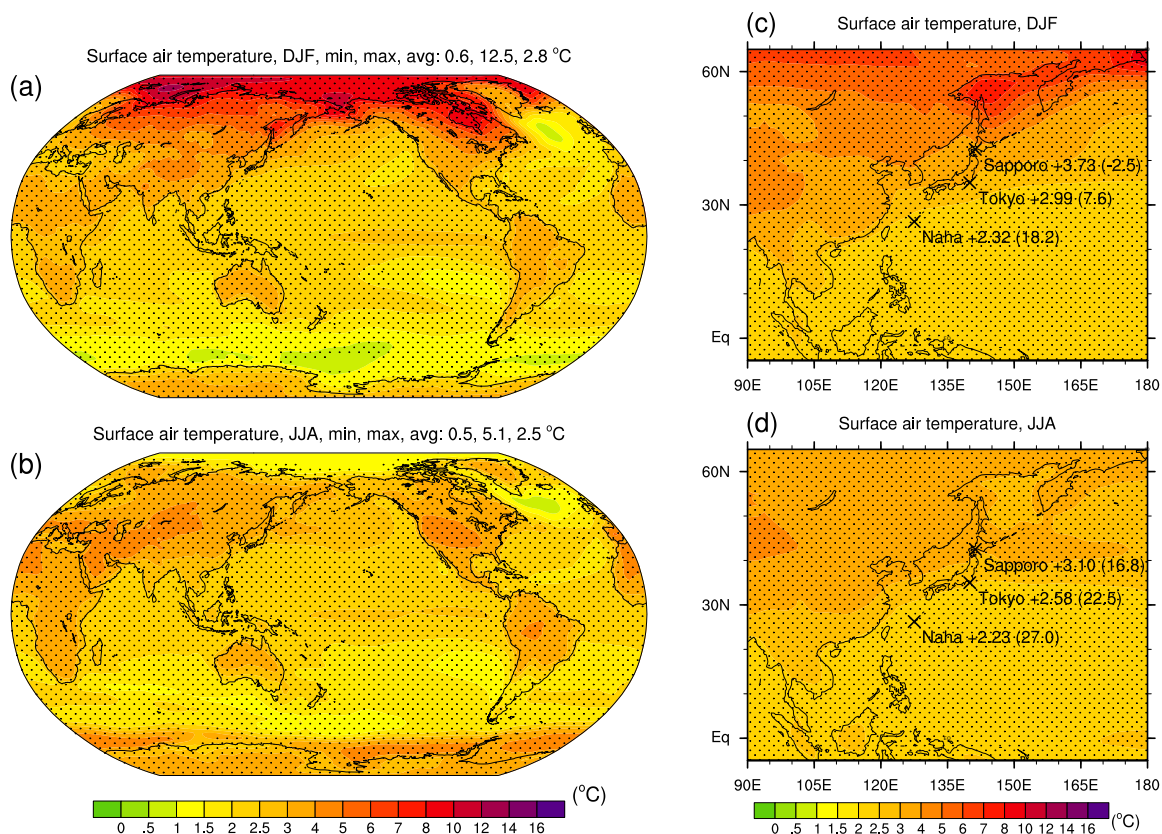 (a)
Surface air temperature, DJF, min, max, avg: 0.6, 12.5, 2.8 °C
(b)
Surface air temperature, JJA, min, max, avg: 0.5, 5.1, 2.5 °C
0 .5 1 1.5 2 2.5 3 4 5 6 7 8 10 12 14 16 (°C)
(c)
Surface air temperature, DJF
60N
30N
Eq
Sapporo +3.73 (-2.5)
Tokyo +2.99 (7.6)
Naha +2.32 (18.2)
90E 105E 120E 135E 150E 165E 180
(d)
Surface air temperature, JJA
60N
30N
Eq
Sapporo +3.10 (16.8)
Tokyo +2.58 (22.5)
Naha +2.23 (27.0)
90E 105E 120E 135E 150E 165E 180
0 .5 1 1.5 2 2.5 3 4 5 6 7 8 10 12 14 16 (°C)